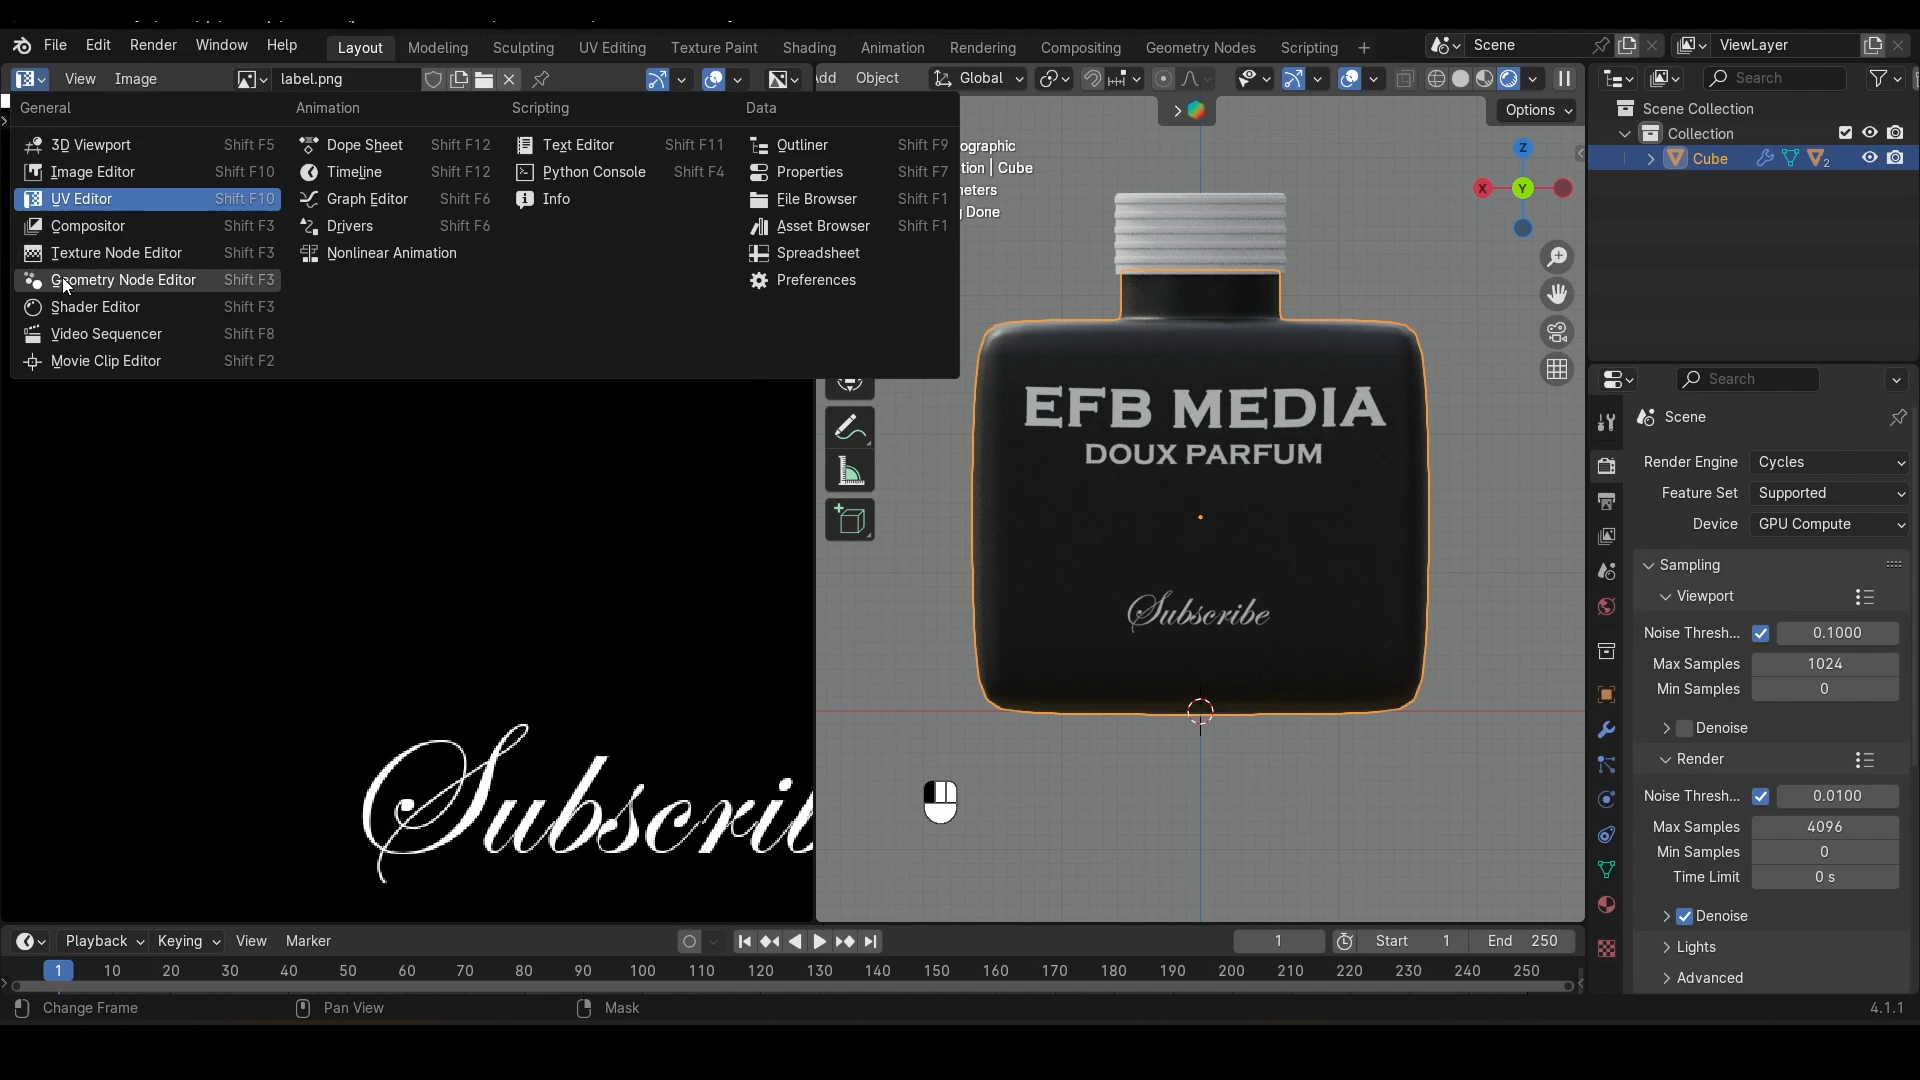 File Edit Render Window Help
Layout Modeling Sculpting UV Editing Texture Paint Shading Animation Rendering Compositing Geometry Nodes Scripting +
Scene
ViewLayer
View Image
label.png
Object
Global
Search
Options
General
3D Viewport Shift F5
Image Editor Shift F10
UV Editor Shift F10
Compositor Shift F3
Texture Node Editor Shift F3
Geometry Node Editor Shift F3
Shader Editor Shift F3
Video Sequencer Shift F8
Movie Clip Editor Shift F2
Animation
Dope Sheet Shift F12
Timeline Shift F12
Graph Editor Shift F6
Drivers Shift F6
Nonlinear Animation
Scripting
Text Editor Shift F11
Python Console Shift F4
Info
Data
Outliner Shift F9
Properties Shift F7
File Browser Shift F1
Asset Browser Shift F1
Spreadsheet
Preferences
ographic
tion | Cube
neters
g Done
Z
X
Y
EFB MEDIA
DOUX PARFUM
Subscribe
Subscrib
Scene Collection
Collection
Cube
2
Search
Scene
Render Engine Cycles
Feature Set Supported
Device GPU Compute
Sampling
Viewport
Noise Thresh... 0.1000
Max Samples 1024
Min Samples 0
Denoise
Render
Noise Thresh... 0.0100
Max Samples 4096
Min Samples 0
Time Limit 0 s
Denoise
Lights
Advanced
Playback Keying View Marker
1
Start 1
End 250
1 10 20 30 40 50 60 70 80 90 100 110 120 130 140 150 160 170 180 190 200 210 220 230 240 250
Change Frame
Pan View
Mask
4.1.1